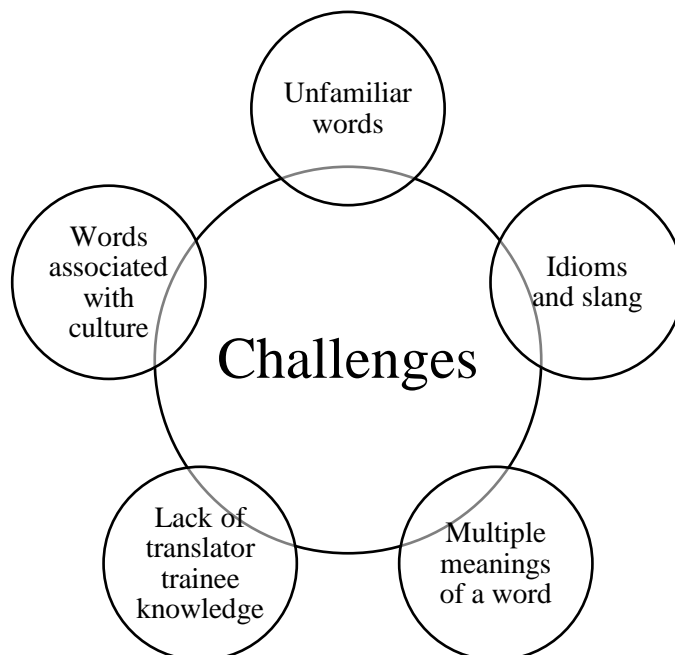 Unfamiliar
words
Idioms
and slang
Multiple
meanings
of a word
Lack of
translator
trainee
knowledge
Words
associated
with
culture
Challenges